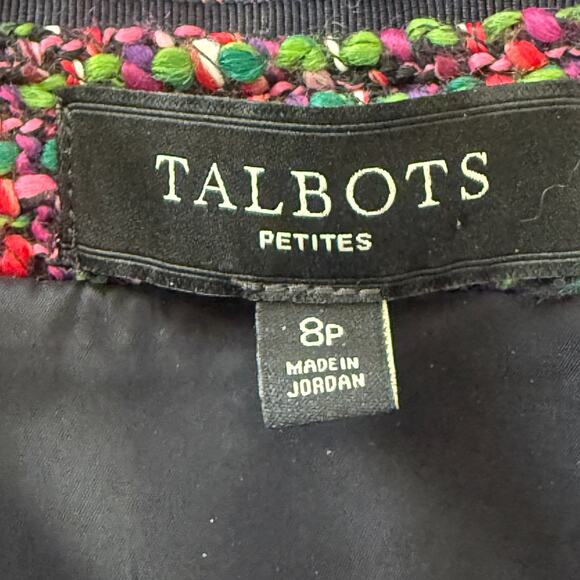 TALBOTS
PETITES
8P
MADE IN
JORDAN